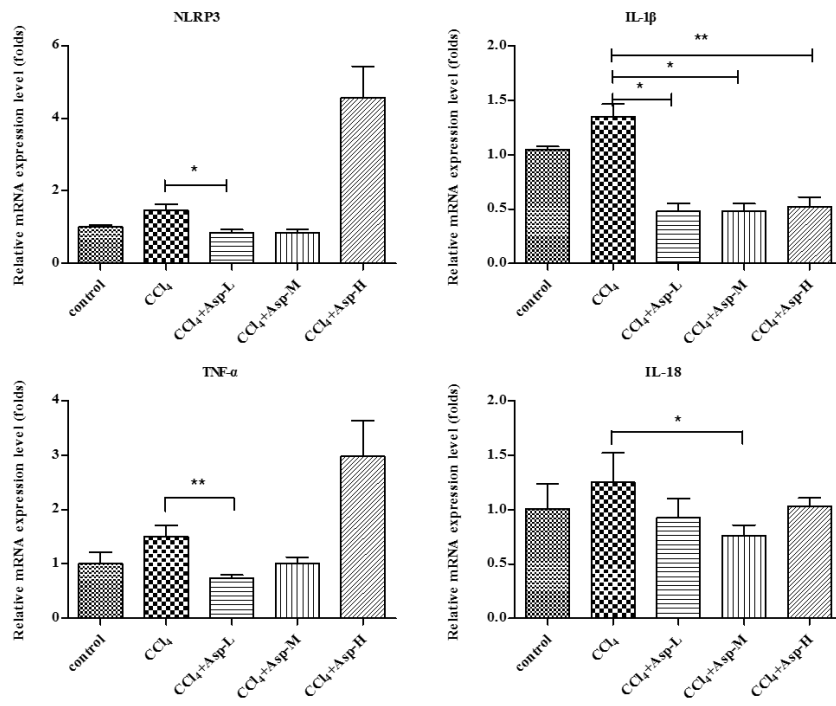 NLRP3
Relative mRNA expression level (folds)
6
4
2
0
*
control
CCl₄
CCl₄+Asp-L
CCl₄+Asp-M
CCl₄+Asp-H
IL-1β
Relative mRNA expression level (folds)
2.0
1.5
1.0
0.5
0.0
**
*
*
control
CCl₄
CCl₄+Asp-L
CCl₄+Asp-M
CCl₄+Asp-H
TNF-α
Relative mRNA expression level (folds)
4
3
2
1
0
**
control
CCl₄
CCl₄+Asp-L
CCl₄+Asp-M
CCl₄+Asp-H
IL-18
Relative mRNA expression level (folds)
2.0
1.5
1.0
0.5
0.0
*
control
CCl₄
CCl₄+Asp-L
CCl₄+Asp-M
CCl₄+Asp-H